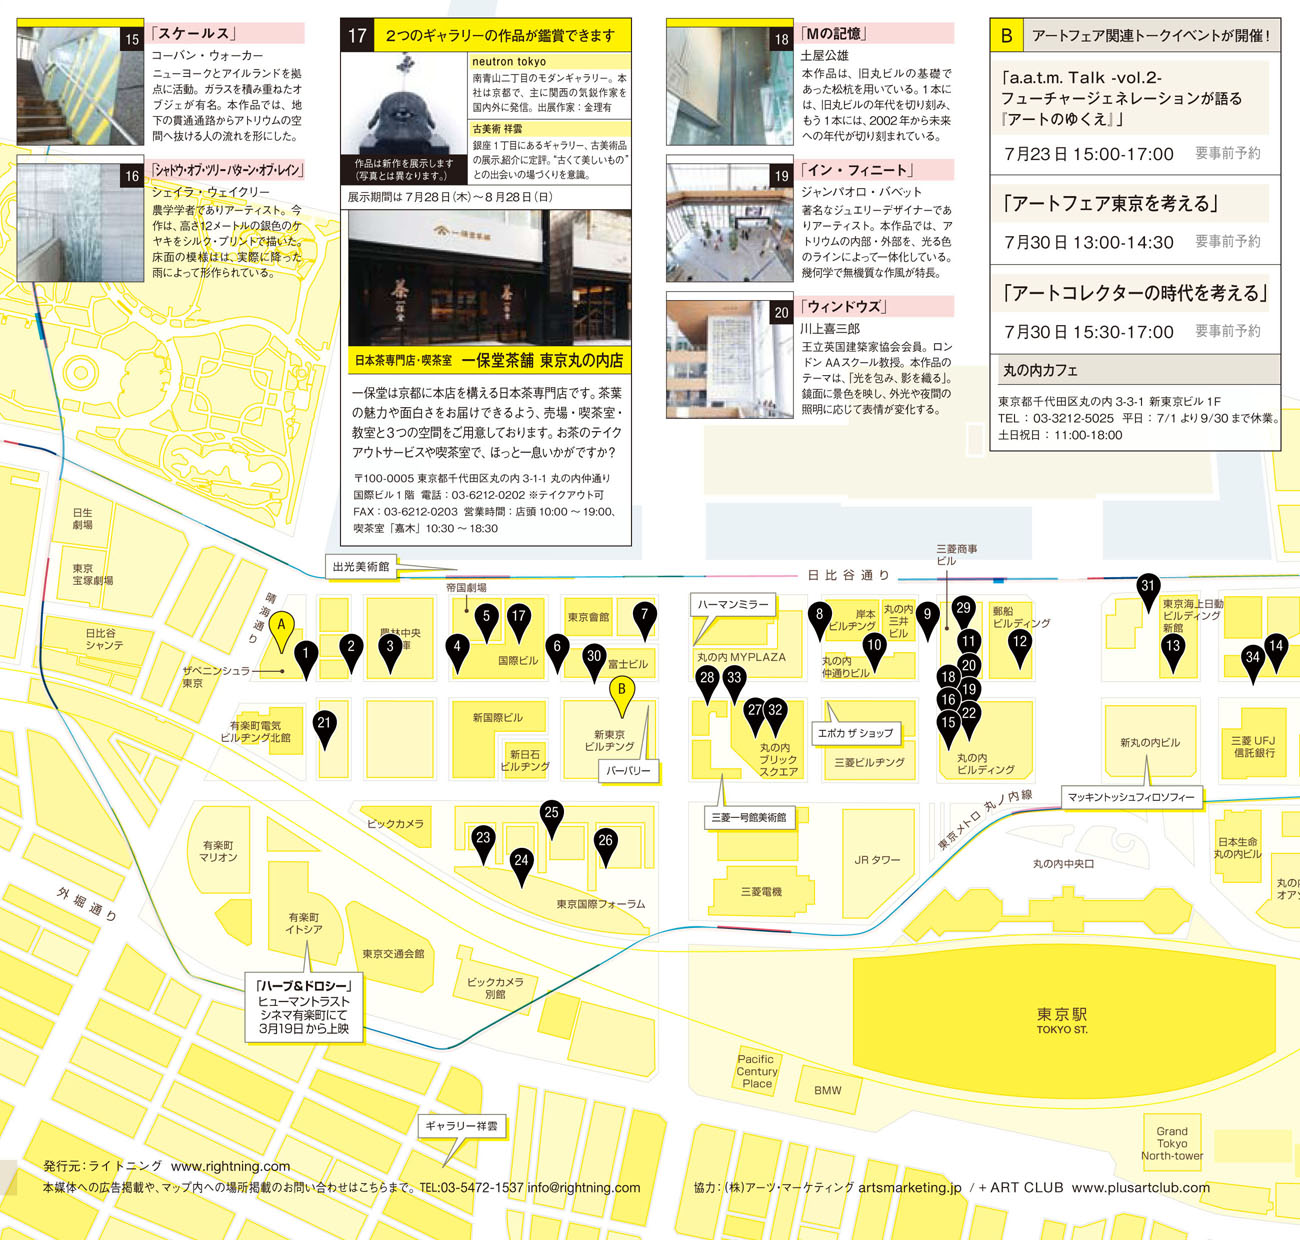 15
「スケールス」
コーバン・ウォーカー
ニューヨークとアイルランドを拠
点に活動。ガラスを積み重ねたオ
ブジェが有名。本作品では、地
下の貫通通路からアトリウムの空
間へ抜ける人の流れを形にした。
16
「シャドウ・オブ・ツリーパターン・オブ・レイン」
シェイラ・ウェイクリー
農学学者でありアーティスト。今
作は、高さ12メートルの銀色のケ
ヤキをシルク・プリントで描いた。
床面の模様はは、実際に降った
雨によって形作られている。
17
2つのギャラリーの作品が鑑賞できます
neutron tokyo
南青山二丁目のモダンギャラリー。本
社は京都で、主に関西の気鋭作家を
国内外に発信。出展作家：金理有
古美術 祥雲
銀座1丁目にあるギャラリー、古美術品
の展示、紹介に定評。“古くて美しいもの”
との出会いの場づくりを意識。
作品は新作を展示します
（写真とは異なります。）
展示期間は7月28日（木）〜8月28日（日）
一保堂茶舗
茶 一保堂
茶 一保堂
日本茶専門店・喫茶室 一保堂茶舗 東京丸の内店
一保堂は京都に本店を構える日本茶専門店です。茶葉
の魅力や面白さをお届けできるよう、売場・喫茶室・
教室と3つの空間をご用意しております。お茶のテイク
アウトサービスや喫茶室で、ほっと一息いかがですか？
〒100-0005 東京都千代田区丸の内3-1-1 丸の内仲通り
国際ビル1階 電話：03-6212-0202 ※テイクアウト可
FAX：03-6212-0203 営業時間：店頭10:00〜19:00、
喫茶室「嘉木」10:30〜18:30
18
「Mの記憶」
土屋公雄
本作品は、旧丸ビルの基礎で
あった松杭を用いている。1本に
は、旧丸ビルの年代を切り刻み、
もう1本には、2002年から未来
への年代が切り刻まれている。
19
「イン・フィニート」
ジャンパオロ・バベット
著名なジュエリーデザイナーであ
りアーティスト。本作品では、ア
トリウムの内部・外部を、光る色
のラインによって一体化している。
幾何学で無機質な作風が特長。
20
「ウィンドウズ」
川上喜三郎
王立英国建築家協会会員。ロン
ドンAAスクール教授。本作品の
テーマは、「光を包み、影を織る」。
鏡面に景色を映し、外光や夜間の
照明に応じて表情が変化する。
B アートフェア関連トークイベントが開催！
「a.a.t.m. Talk -vol.2-
フューチャージェネレーションが語る
『アートのゆくえ』」
7月23日 15:00-17:00 要事前予約
「アートフェア東京を考える」
7月30日 13:00-14:30 要事前予約
「アートコレクターの時代を考える」
7月30日 15:30-17:00 要事前予約
丸の内カフェ
東京都千代田区丸の内3-3-1 新東京ビル1F
TEL：03-3212-5025 平日：7/1より9/30まで休業。
土日祝日：11:00-18:00
日生
劇場
東京
宝塚劇場
日比谷
シャンテ
晴海通り
出光美術館
帝国劇場
日比谷通り
三菱商事
ビル
A
ザペニンシュラ
東京
1
2
3
農林中央
庫
4
5
17
国際ビル
6
東京會館
7
30
富士ビル
B
ハーマンミラー
丸の内 MYPLAZA
28
33
27
32
丸の内
ブリック
スクエア
8
岸本
ビルヂング
丸の内
三井
ビル
9
10
丸の内
仲通りビル
エポカ ザ ショップ
三菱ビルヂング
29
11
20
18
19
16
22
15
丸の内
ビルディング
郵船
ビルディング
12
31
東京海上日動
ビルディング
新館
13
34
14
21
有楽町電気
ビルヂング北館
新国際ビル
新日石
ビルヂング
新東京
ビルヂング
バーバリー
新丸の内ビル
三菱UFJ
信託銀行
マッキントッシュフィロソフィー
三菱一号館美術館
東京メトロ 丸ノ内線
有楽町
マリオン
ビックカメラ
23
24
25
26
東京国際フォーラム
三菱電機
JRタワー
丸の内中央口
日本生命
丸の内ビル
丸の
オア
外堀通り
有楽町
イトシア
東京交通会館
ビックカメラ
別館
「ハーブ&ドロシー」
ヒューマントラスト
シネマ有楽町にて
3月19日から上映
東京駅
TOKYO ST.
Pacific
Century
Place
BMW
Grand
Tokyo
North-tower
ギャラリー祥雲
発行元：ライトニング www.rightning.com
本媒体への広告掲載や、マップ内への場所掲載のお問い合わせはこちらまで。TEL:03-5472-1537 info@rightning.com
協力：（株）アーツ・マーケティング artsmarketing.jp / + ART CLUB www.plusartclub.com